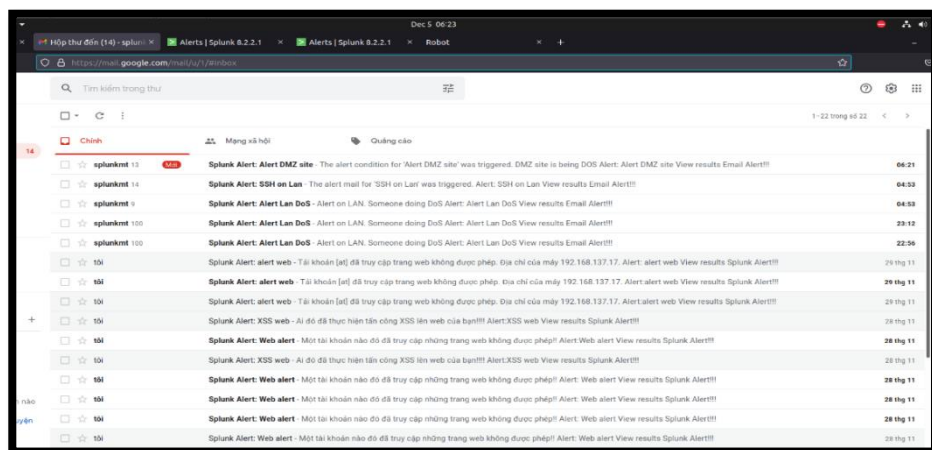 Dec 5 06:23
Hộp thư đến (14) - splunk
Alerts | Splunk 8.2.2.1
Alerts | Splunk 8.2.2.1
Robot
https://mail.google.com/mail/u/1/#inbox
Tìm kiếm trong thư
1-22 trong số 22
14
Chính
Mạng xã hội
Quảng cáo
splunkmt 13 Mới Splunk Alert: Alert DMZ site - The alert condition for 'Alert DMZ site' was triggered. DMZ site is being DOS Alert: Alert DMZ site View results Email Alert!!! 06:21
splunkmt 14 Splunk Alert: SSH on Lan - The alert mail for 'SSH on Lan' was triggered. Alert: SSH on Lan View results Email Alert!!! 04:53
splunkmt 9 Splunk Alert: Alert Lan DoS - Alert on LAN. Someone doing DoS Alert: Alert Lan DoS View results Email Alert!!! 04:53
splunkmt 100 Splunk Alert: Alert Lan DoS - Alert on LAN. Someone doing DoS Alert: Alert Lan DoS View results Email Alert!!! 23:12
splunkmt 100 Splunk Alert: Alert Lan DoS - Alert on LAN. Someone doing DoS Alert: Alert Lan DoS View results Email Alert!!! 22:56
tôi Splunk Alert: alert web - Tài khoản [at] đã truy cập trang web không được phép. Địa chỉ của máy 192.168.137.17. Alert: alert web View results Splunk Alert!!! 29 thg 11
tôi Splunk Alert: alert web - Tài khoản [at] đã truy cập trang web không được phép. Địa chỉ của máy 192.168.137.17. Alert: alert web View results Splunk Alert!!! 29 thg 11
tôi Splunk Alert: alert web - Tài khoản [at] đã truy cập trang web không được phép. Địa chỉ của máy 192.168.137.17. Alert:alert web View results Splunk Alert!!! 29 thg 11
tôi Splunk Alert: XSS web - Ai đó đã thực hiện tấn công XSS lên web của bạn!!!! Alert:XSS web View results Splunk Alert!!! 28 thg 11
tôi Splunk Alert: Web alert - Một tài khoản nào đó đã truy cập những trang web không được phép!! Alert:Web alert View results Splunk Alert!!! 28 thg 11
tôi Splunk Alert: XSS web - Ai đó đã thực hiện tấn công XSS lên web của bạn!!!! Alert:XSS web View results Splunk Alert!!! 28 thg 11
tôi Splunk Alert: Web alert - Một tài khoản nào đó đã truy cập những trang web không được phép!! Alert: Web alert View results Splunk Alert!!! 28 thg 11
nào
tôi Splunk Alert: Web alert - Một tài khoản nào đó đã truy cập những trang web không được phép!! Alert: Web alert View results Splunk Alert!!! 28 thg 11
tôi Splunk Alert: Web alert - Một tài khoản nào đó đã truy cập những trang web không được phép!! Alert: Web alert View results Splunk Alert!!! 28 thg 11
tôi Splunk Alert: Web alert - Một tài khoản nào đó đã truy cập những trang web không được phép!! Alert: Web alert View results Splunk Alert!!! 28 thg 11